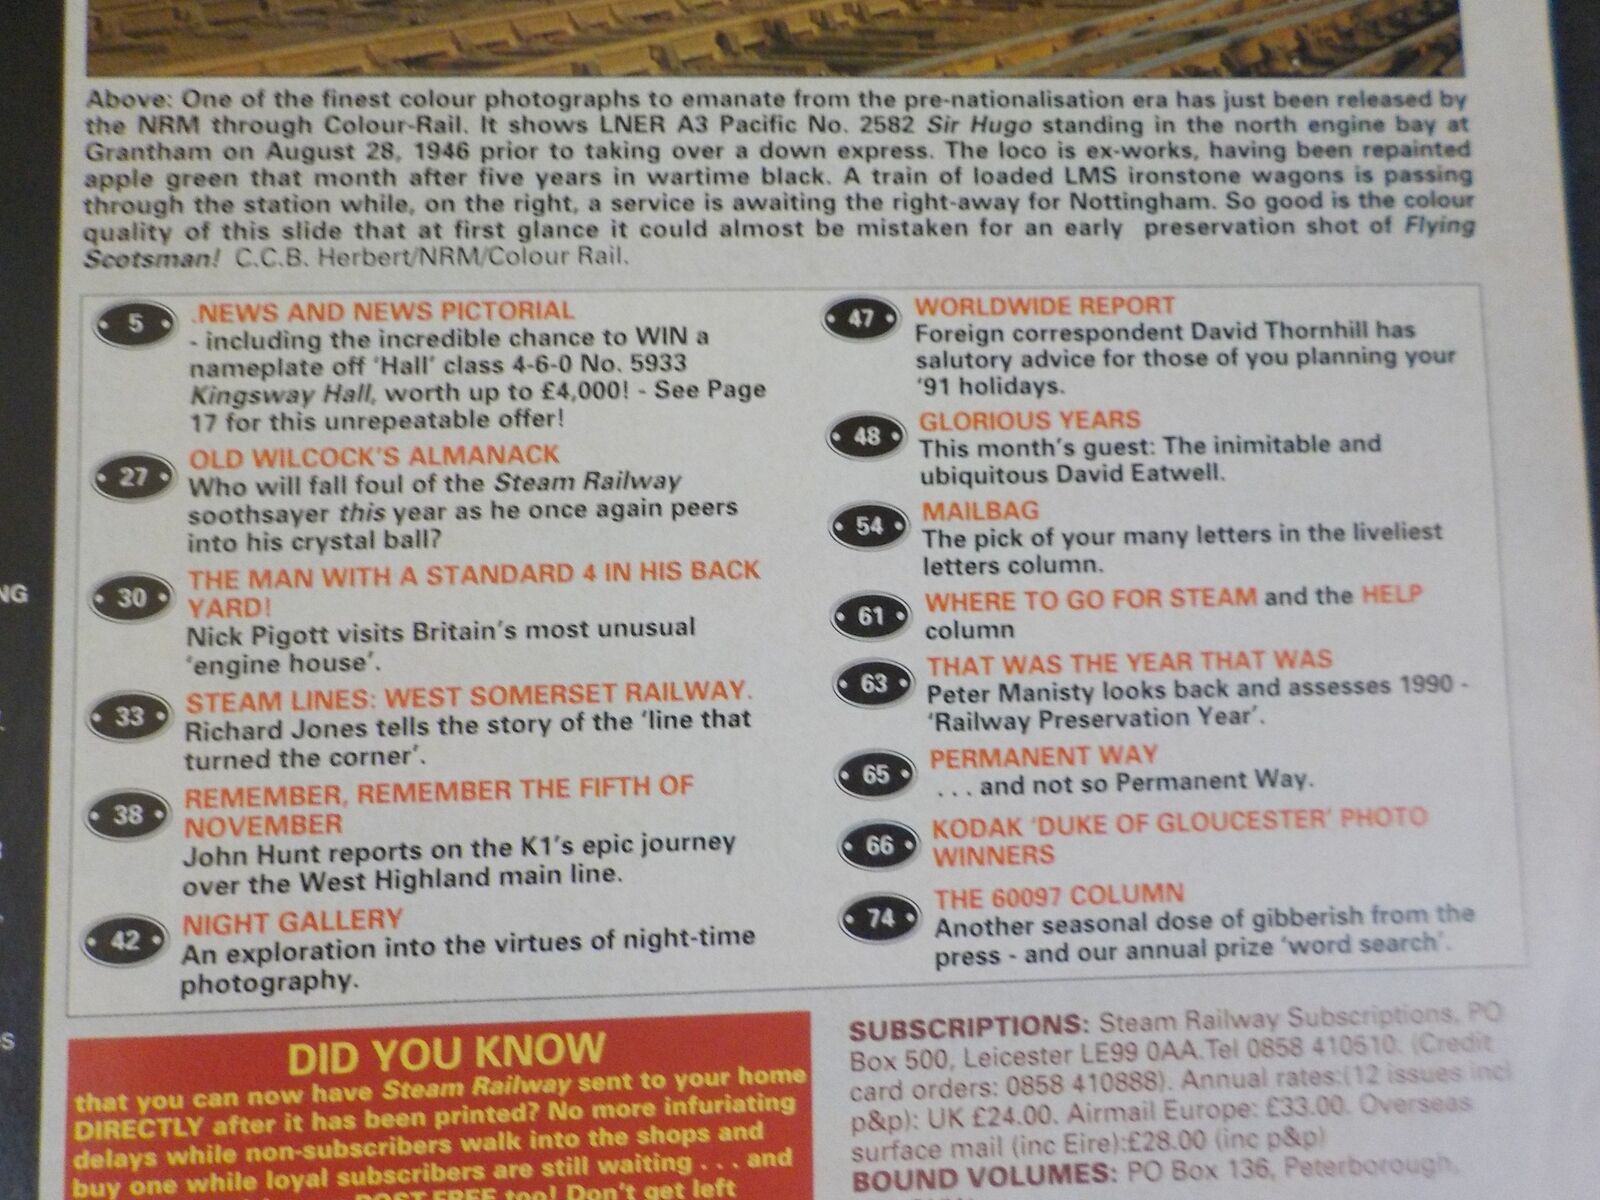 Above: One of the finest colour photographs to emanate from the pre-nationalisation era has just been released by
the NRM through Colour-Rail. It shows LNER A3 Pacific No. 2582 Sir Hugo standing in the north engine bay at
Grantham on August 28, 1946 prior to taking over a down express. The loco is ex-works, having been repainted
apple green that month after five years in wartime black. A train of loaded LMS ironstone wagons is passing
through the station while, on the right, a service is awaiting the right-away for Nottingham. So good is the colour
quality of this slide that at first glance it could almost be mistaken for an early preservation shot of Flying
Scotsman! C.C.B. Herbert/NRM/Colour Rail.
5 .NEWS AND NEWS PICTORIAL
- including the incredible chance to WIN a
nameplate off 'Hall' class 4-6-0 No. 5933
Kingsway Hall, worth up to £4,000! - See Page
17 for this unrepeatable offer!
27 OLD WILCOCK'S ALMANACK
Who will fall foul of the Steam Railway
soothsayer this year as he once again peers
into his crystal ball?
30 THE MAN WITH A STANDARD 4 IN HIS BACK
YARD!
Nick Pigott visits Britain's most unusual
'engine house'.
33 STEAM LINES: WEST SOMERSET RAILWAY.
Richard Jones tells the story of the 'line that
turned the corner'.
38 REMEMBER, REMEMBER THE FIFTH OF
NOVEMBER
John Hunt reports on the K1's epic journey
over the West Highland main line.
42 NIGHT GALLERY
An exploration into the virtues of night-time
photography.
47 WORLDWIDE REPORT
Foreign correspondent David Thornhill has
salutory advice for those of you planning your
'91 holidays.
48 GLORIOUS YEARS
This month's guest: The inimitable and
ubiquitous David Eatwell.
54 MAILBAG
The pick of your many letters in the liveliest
letters column.
61 WHERE TO GO FOR STEAM and the HELP
column
63 THAT WAS THE YEAR THAT WAS
Peter Manisty looks back and assesses 1990 -
'Railway Preservation Year'.
65 PERMANENT WAY
. . . and not so Permanent Way.
66 KODAK 'DUKE OF GLOUCESTER' PHOTO
WINNERS
74 THE 60097 COLUMN
Another seasonal dose of gibberish from the
press - and our annual prize 'word search'.
DID YOU KNOW
that you can now have Steam Railway sent to your home
DIRECTLY after it has been printed? No more infuriating
delays while non-subscribers walk into the shops and
buy one while loyal subscribers are still waiting . . . and
POST FREE too! Don't get left
SUBSCRIPTIONS: Steam Railway Subscriptions, PO
Box 500, Leicester LE99 0AA.Tel 0858 410510. (Credit
card orders: 0858 410888). Annual rates:(12 issues incl
p&p): UK £24.00. Airmail Europe: £33.00. Overseas
surface mail (inc Eire):£28.00 (inc p&p)
BOUND VOLUMES: PO Box 136, Peterborough,
NG